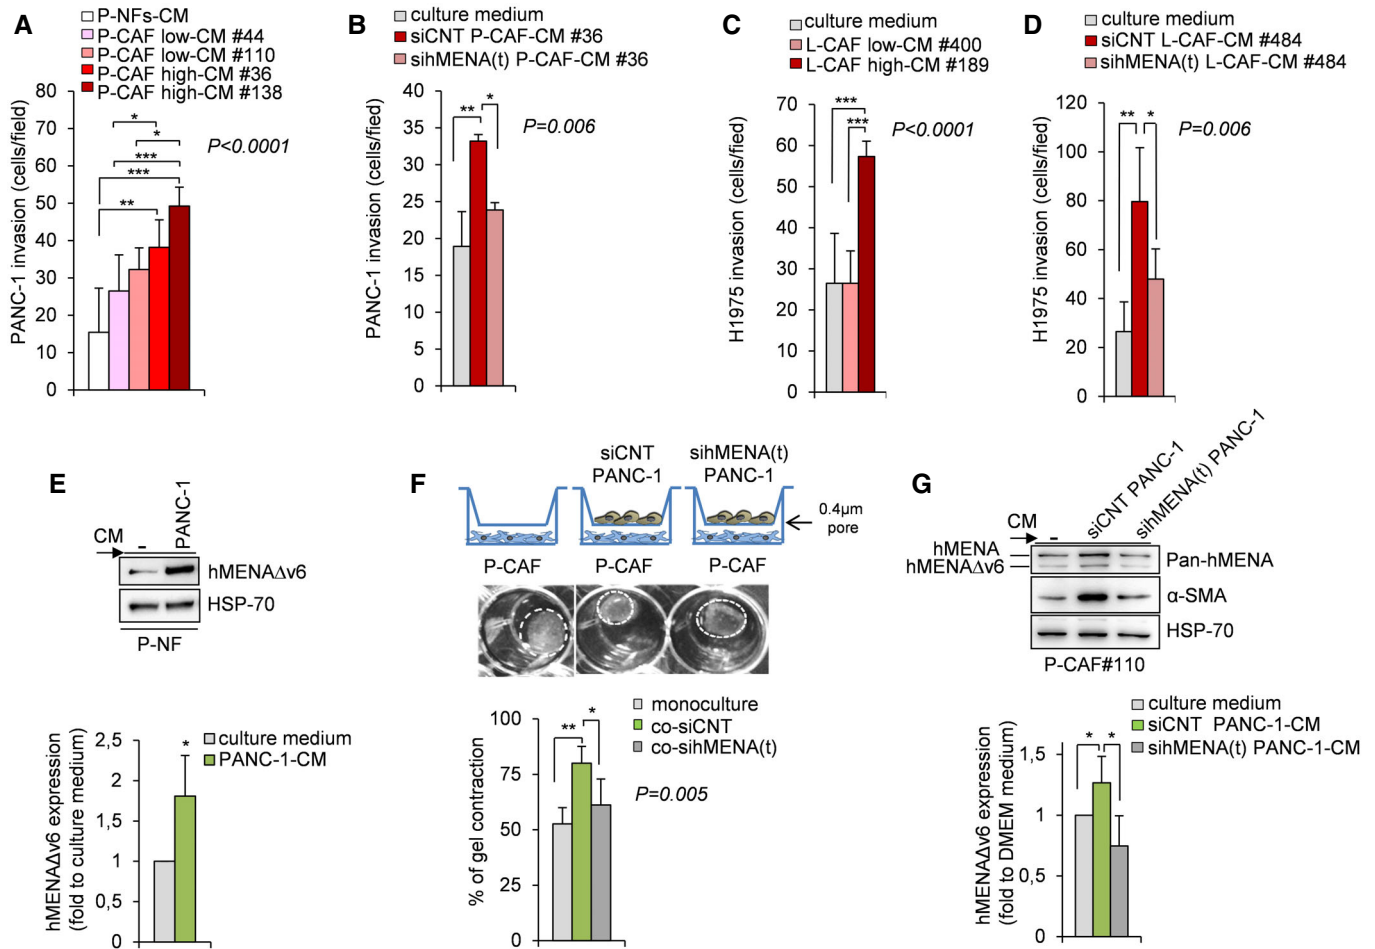 A
P-NFs-CM
P-CAF low-CM #44
P-CAF low-CM #110
P-CAF high-CM #36
P-CAF high-CM #138
PANC-1 invasion (cells/field)
80
70
60
50
40
30
20
10
0
*
*
***
***
**
P<0.0001
B
culture medium
siCNT P-CAF-CM #36
sihMENA(t) P-CAF-CM #36
PANC-1 invasion (cells/fied)
40
35
30
25
20
15
10
5
0
**
*
P=0.006
C
culture medium
L-CAF low-CM #400
L-CAF high-CM #189
H1975 invasion (cells/fied)
70
60
50
40
30
20
10
0
***
***
P<0.0001
D
culture medium
siCNT L-CAF-CM #484
sihMENA(t) L-CAF-CM #484
H1975 invasion (cells/fied)
120
100
80
60
40
20
0
**
*
P=0.006
E
CM
-
PANC-1
hMENAΔv6
HSP-70
P-NF
culture medium
PANC-1-CM
hMENAΔv6 expression
(fold to culture medium)
2,5
2
1,5
1
0,5
0
*
F
siCNT
PANC-1
sihMENA(t)
PANC-1
0.4µm
pore
P-CAF
P-CAF
P-CAF
monoculture
co-siCNT
co-sihMENA(t)
% of gel contraction
100
75
50
25
0
**
*
P=0.005
G
CM
-
siCNT PANC-1
sihMENA(t) PANC-1
hMENA
hMENAΔv6
Pan-hMENA
α-SMA
HSP-70
P-CAF#110
culture medium
siCNT PANC-1-CM
sihMENA(t) PANC-1-CM
hMENAΔv6 expression
(fold to DMEM medium)
1,5
1
0,5
0
*
*